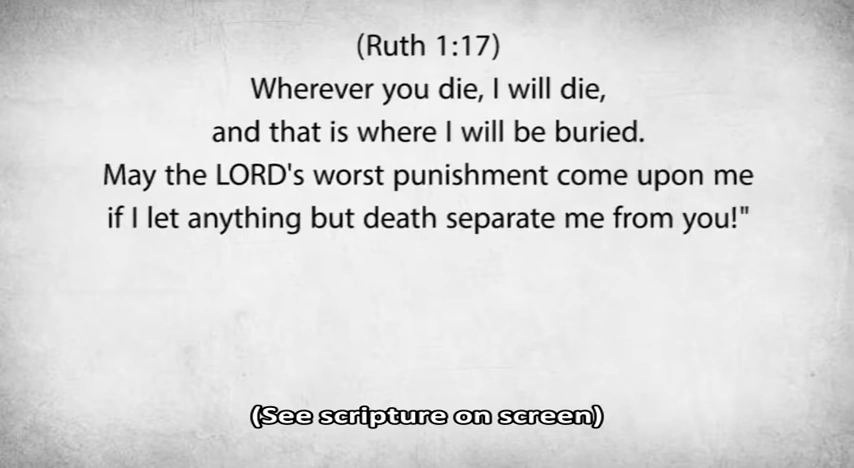 (Ruth 1:17)
Wherever you die, I will die,
and that is where I will be buried.
May the LORD's worst punishment come upon me
if I let anything but death separate me from you!"
(See scripture on screen)